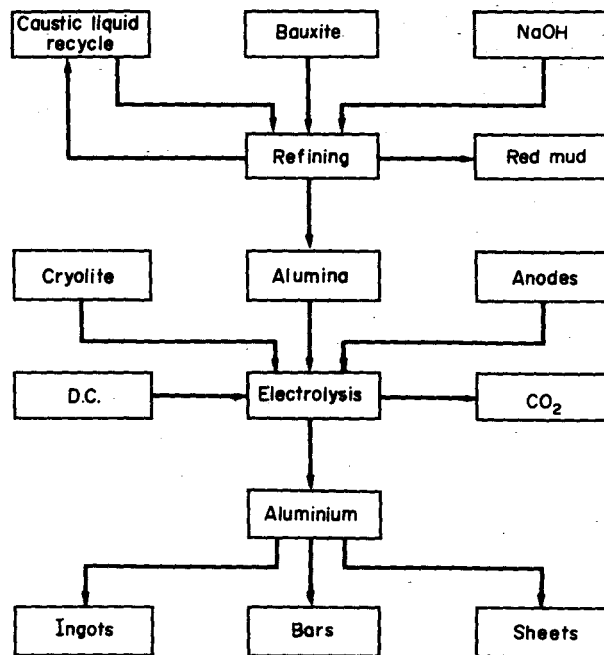 Caustic liquid
recycle
Bauxite
NaOH
Refining
Red mud
Cryolite
Alumina
Anodes
D.C.
Electrolysis
CO₂
Aluminium
Ingots
Bars
Sheets